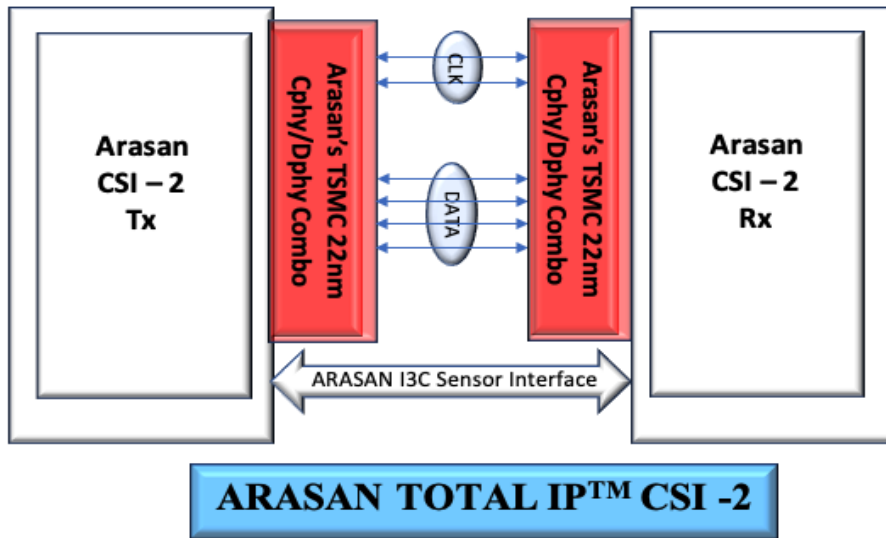 Arasan
CSI – 2
Tx
Arasan's TSMC 22nm
Cphy/Dphy Combo
CLK
DATA
Arasan's TSMC 22nm
Cphy/Dphy Combo
Arasan
CSI – 2
Rx
ARASAN I3C Sensor Interface
ARASAN TOTAL IP™ CSI -2